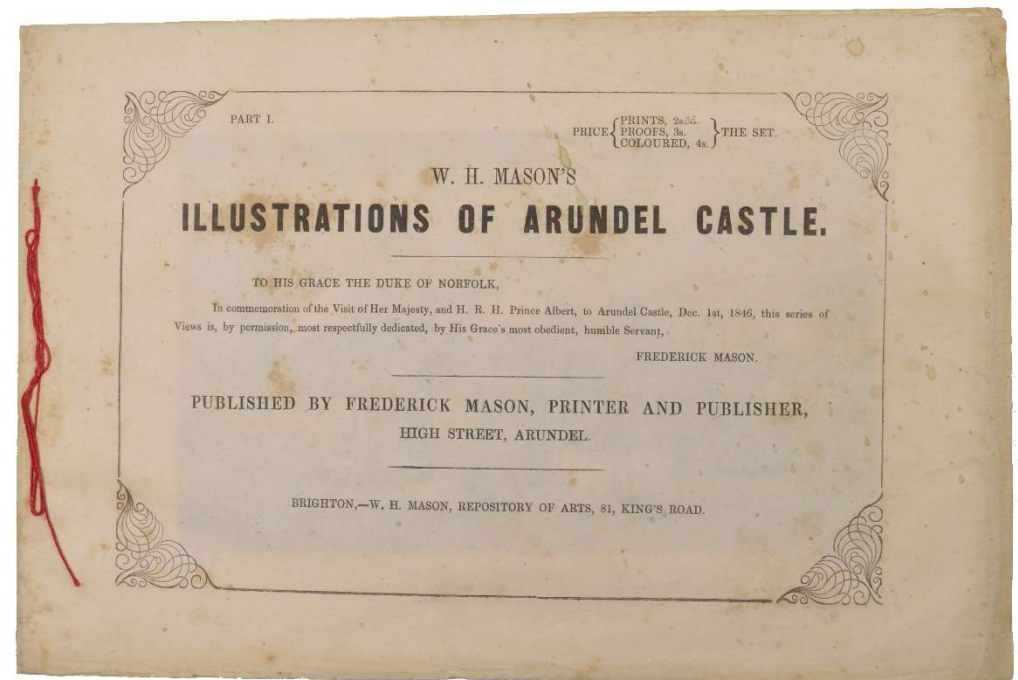 PART I.
PRICE { PRINTS, 2s.
PROOFS, 3s.
COLOURED, 4s. } THE SET.
W. H. MASON'S
ILLUSTRATIONS OF ARUNDEL CASTLE.
TO HIS GRACE THE DUKE OF NORFOLK,
In commemoration of the Visit of Her Majesty, and H. R. H. Prince Albert, to Arundel Castle, Dec. 1st, 1846, this series of
Views is, by permission, most respectfully dedicated, by His Grace's most obedient, humble Servant,
FREDERICK MASON.
PUBLISHED BY FREDERICK MASON, PRINTER AND PUBLISHER,
HIGH STREET, ARUNDEL.
BRIGHTON,—W. H. MASON, REPOSITORY OF ARTS, 81, KING'S ROAD.